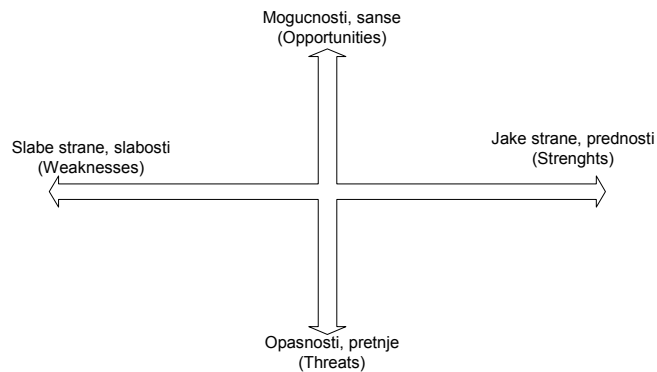 Mogucnosti, sanse
(Opportunities)
Slabe strane, slabosti
(Weaknesses)
Jake strane, prednosti
(Strenghts)
Opasnosti, pretnje
(Threats)